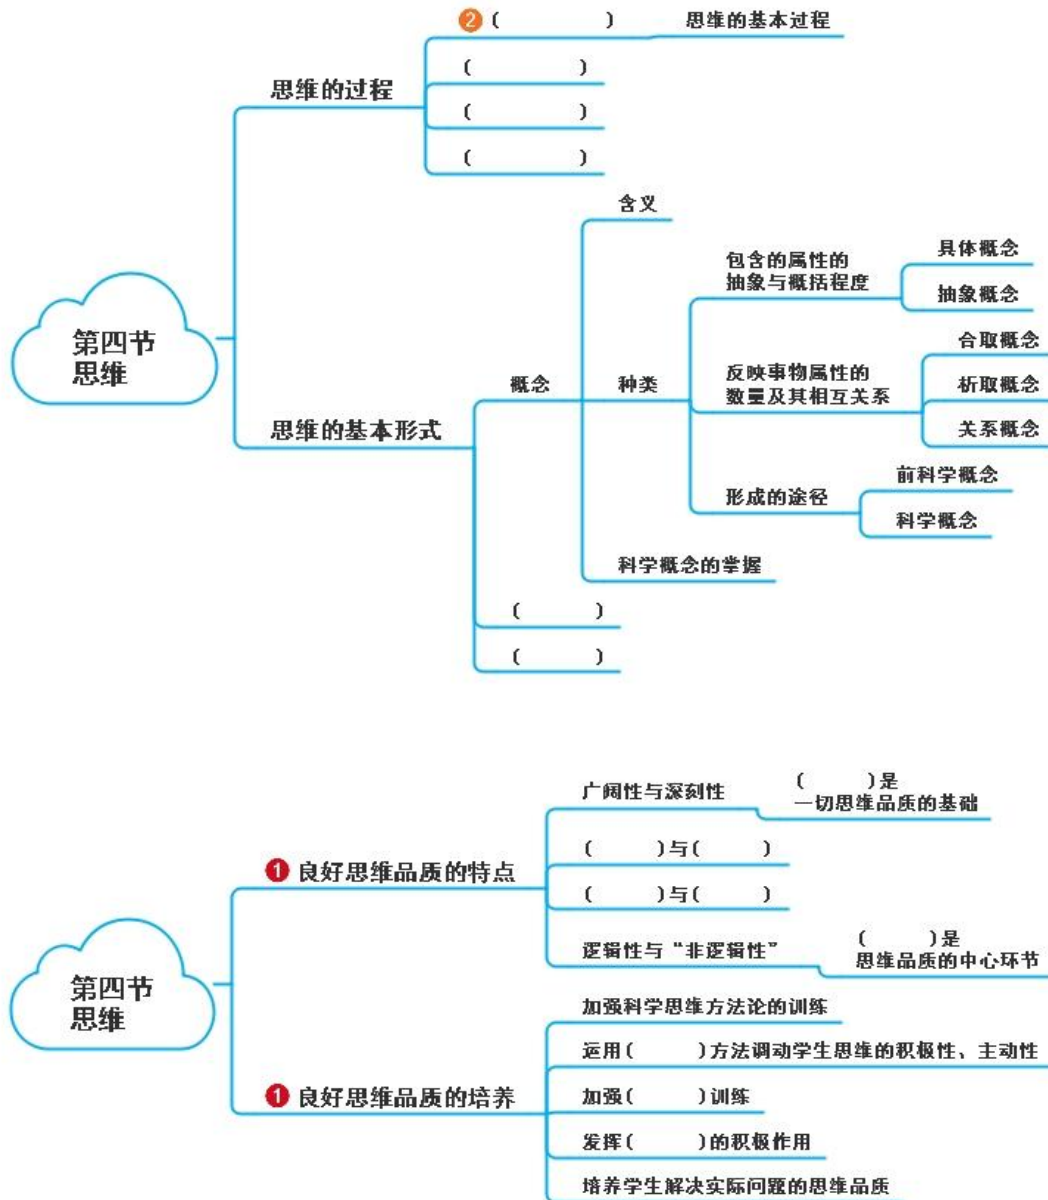 ② (　　　　) 思维的基本过程
思维的过程
(　　　　)
(　　　　)
(　　　　)
含义
包含的属性的
抽象与概括程度
具体概念
抽象概念
第四节
思维
概念
种类
反映事物属性的
数量及其相互关系
合取概念
析取概念
关系概念
思维的基本形式
形成的途径
前科学概念
科学概念
科学概念的掌握
(　　　　)
(　　　　)
广阔性与深刻性
(　　　)是
一切思维品质的基础
① 良好思维品质的特点
(　　　)与(　　　)
(　　　)与(　　　)
逻辑性与“非逻辑性”
(　　　)是
思维品质的中心环节
第四节
思维
加强科学思维方法论的训练
运用(　　　)方法调动学生思维的积极性、主动性
① 良好思维品质的培养
加强(　　　)训练
发挥(　　　)的积极作用
培养学生解决实际问题的思维品质